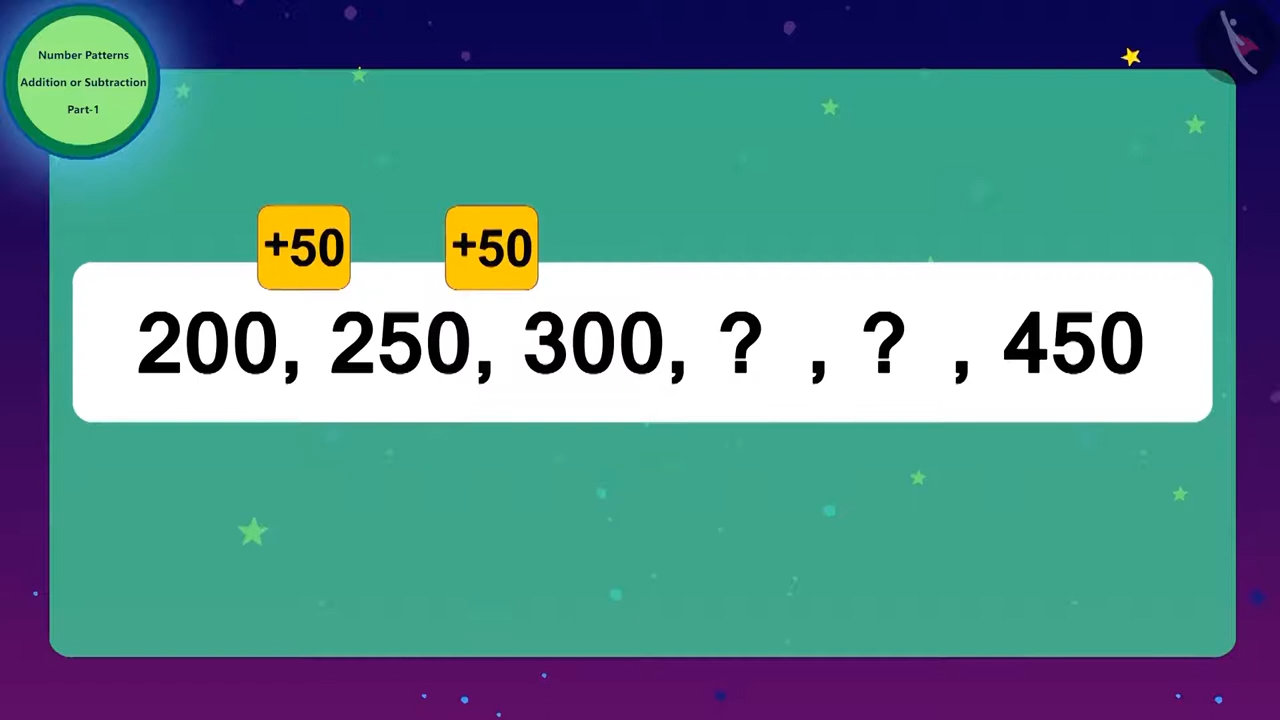 Number Patterns
Addition or Subtraction
Part-1
+50 +50
200, 250, 300, ? , ? , 450